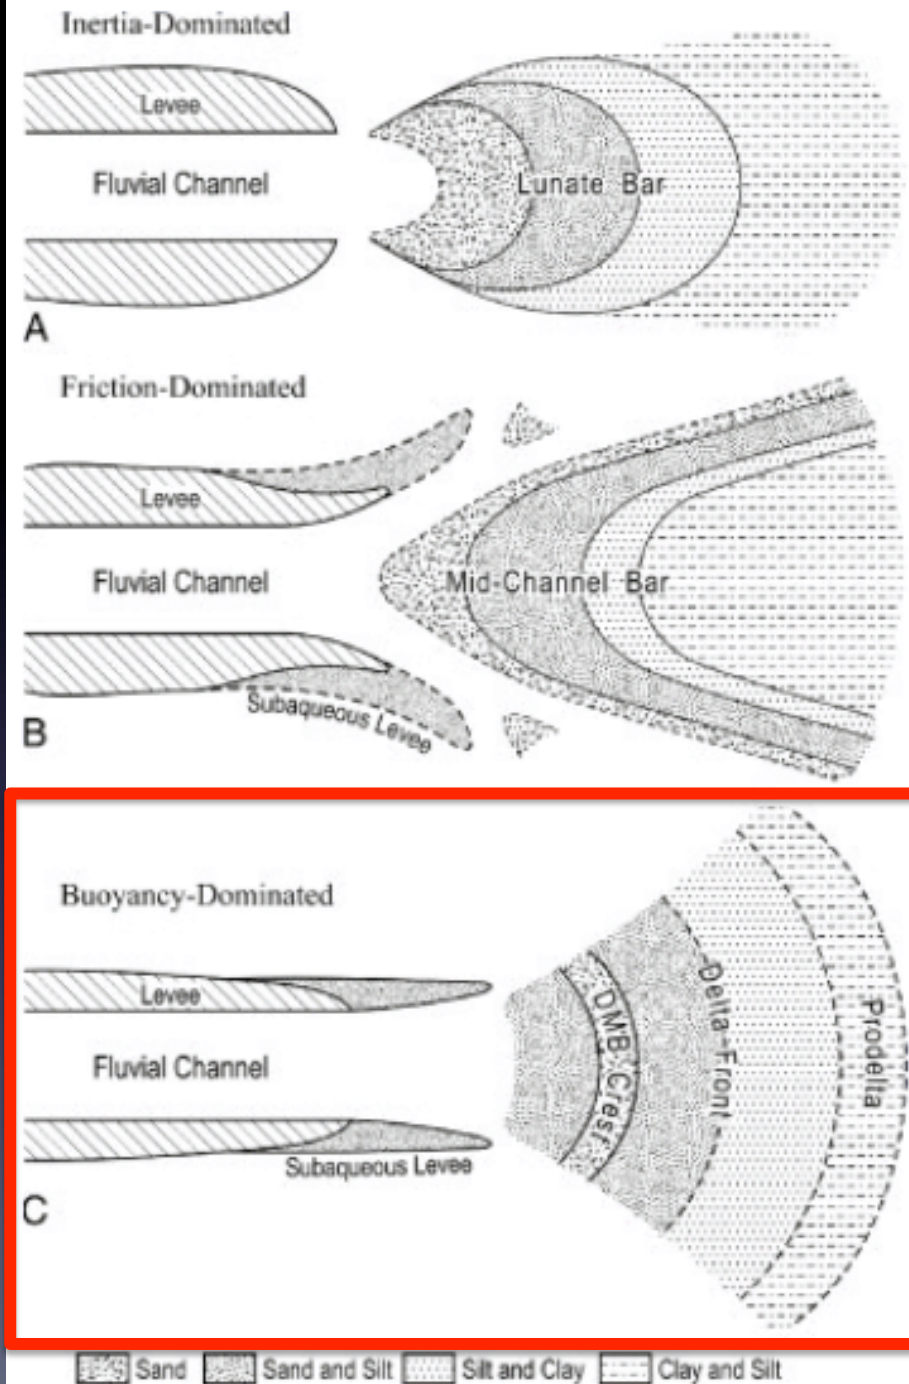 Inertia-Dominated
Levee
Fluvial Channel
Lunate Bar
A
Friction-Dominated
Levee
Fluvial Channel
Mid-Channel Bar
Subaqueous Levee
B
Buoyancy-Dominated
Levee
Fluvial Channel
DMB Crest
Delta-Front
Prodelta
Subaqueous Levee
C
Sand Sand and Silt Silt and Clay Clay and Silt